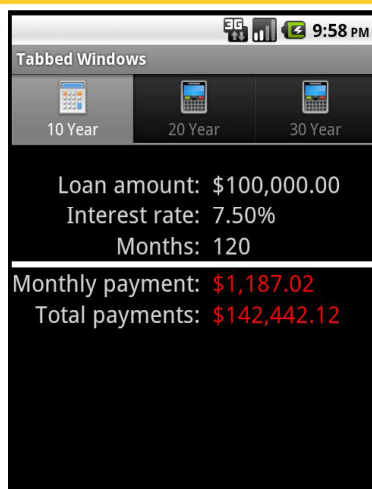 3G 9:58 PM
Tabbed Windows
10 Year 20 Year 30 Year
Loan amount: $100,000.00
Interest rate: 7.50%
Months: 120
Monthly payment: $1,187.02
Total payments: $142,442.12